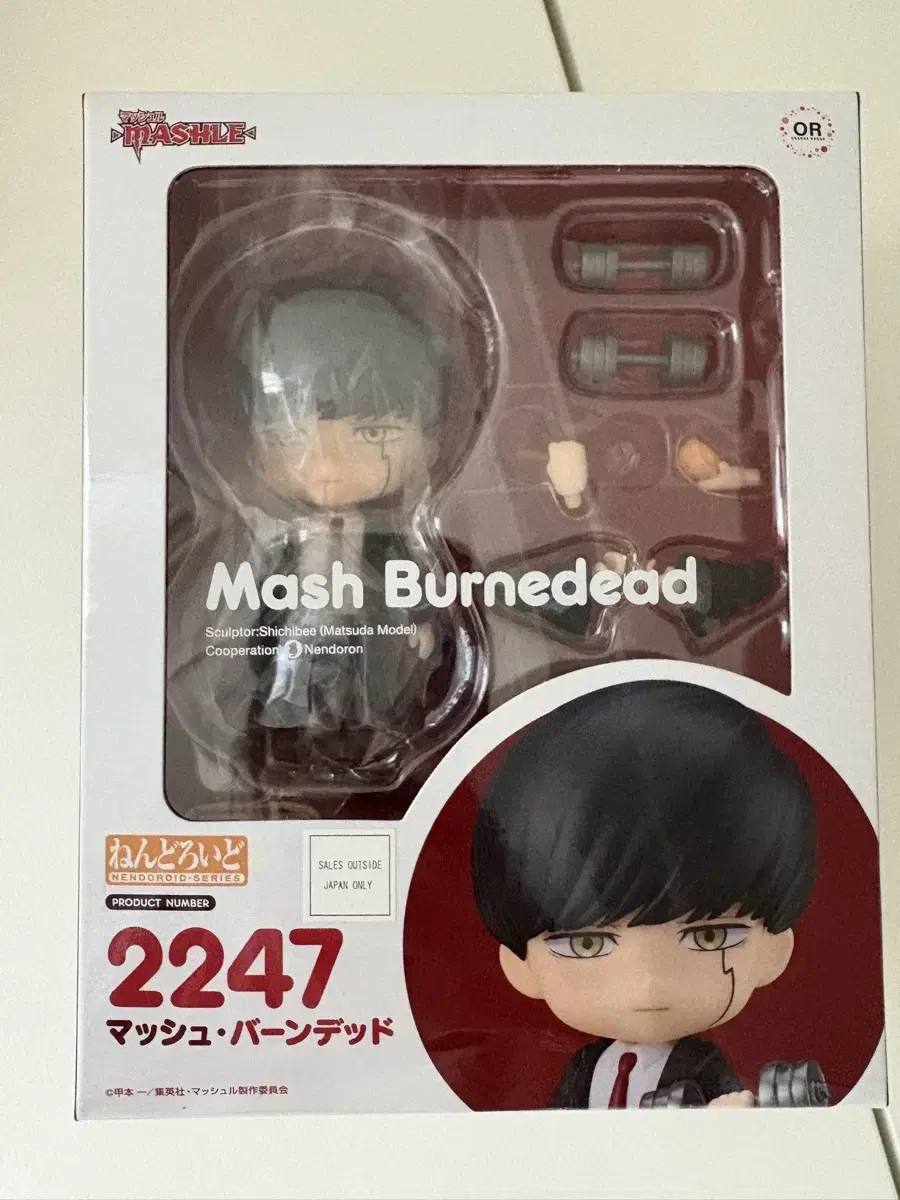 マッシュル
MASHLE
OR
Mash Burnedead
Sculptor:Shichibee (Matsuda Model)
Cooperation: Nendoron
ねんどろいど
NENDOROID-SERIES
SALES OUTSIDE
JAPAN ONLY
PRODUCT NUMBER
2247
マッシュ・バーンデッド
©甲本 一／集英社・マッシュル製作委員会